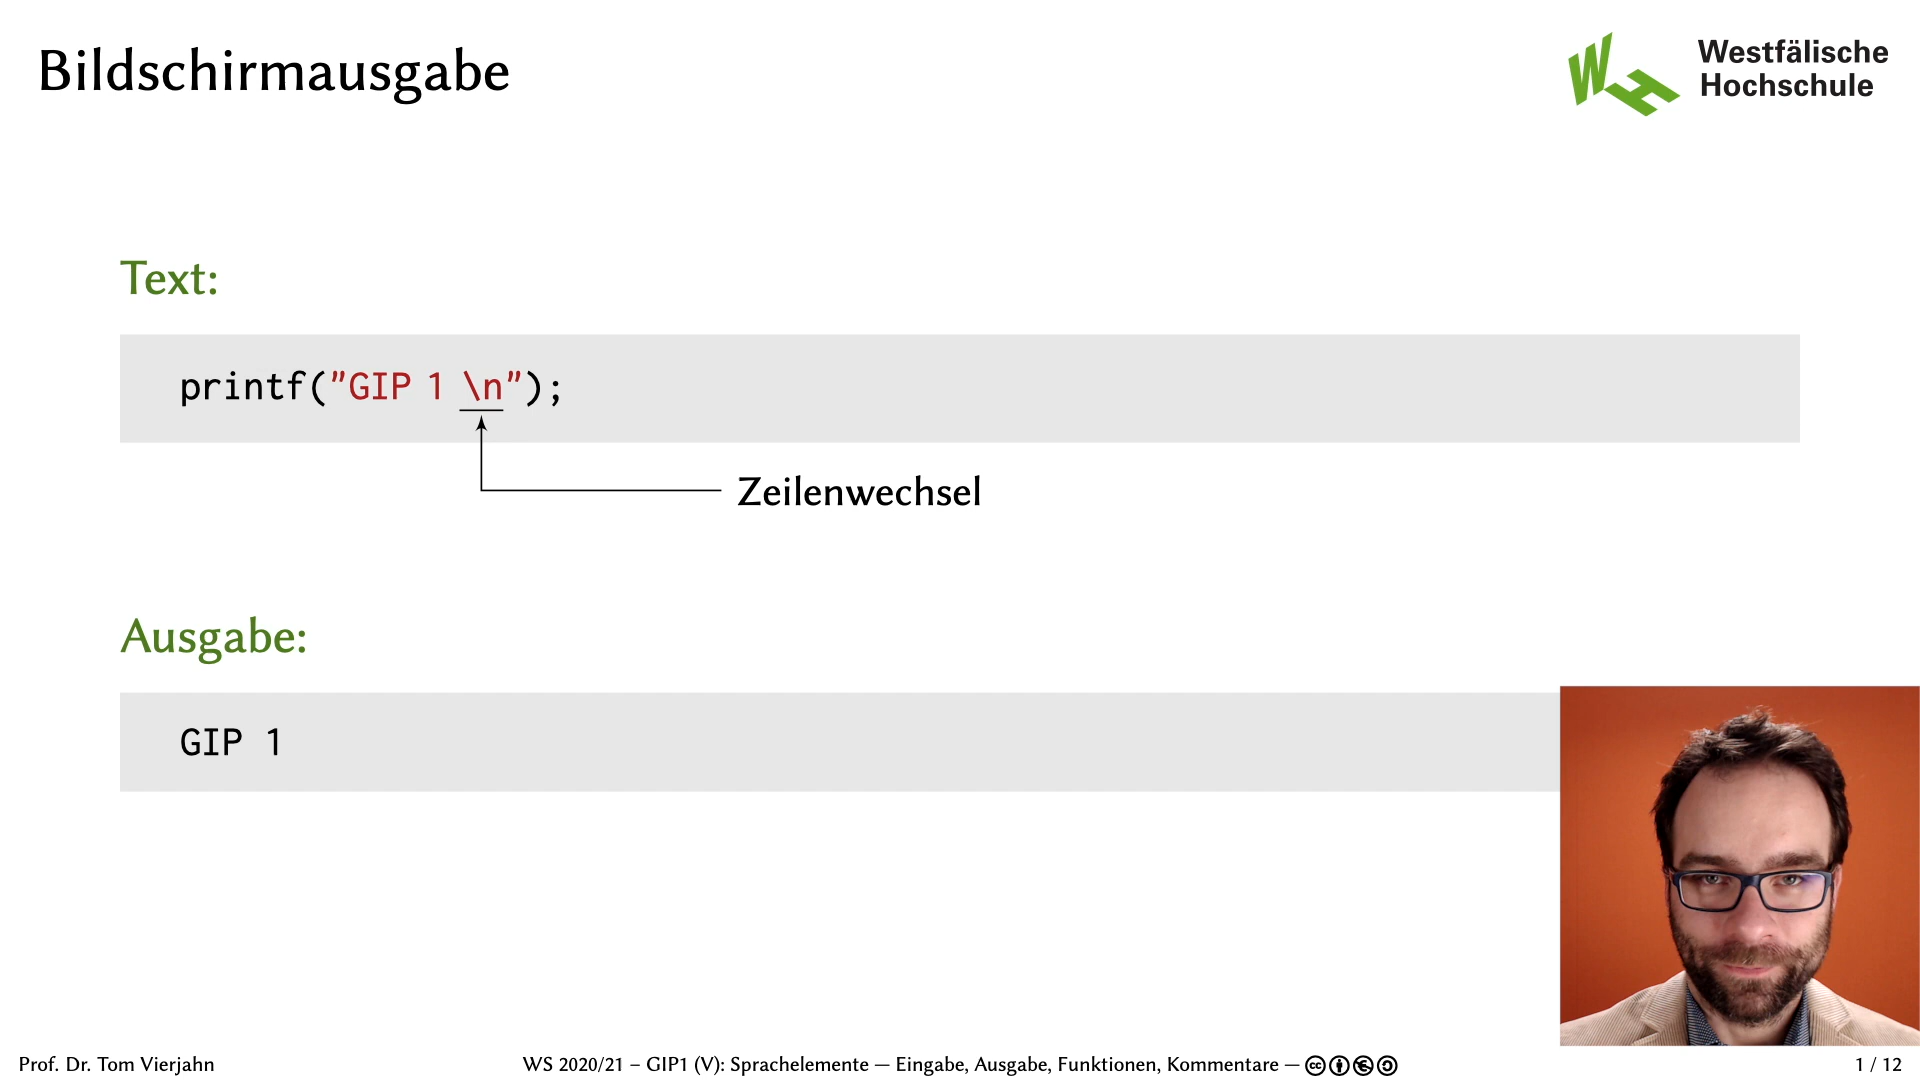 Bildschirmausgabe
Westfälische
Hochschule
Text:
printf("GIP 1 \n");
Zeilenwechsel
Ausgabe:
GIP 1
Prof. Dr. Tom Vierjahn
WS 2020/21 – GIP1 (V): Sprachelemente — Eingabe, Ausgabe, Funktionen, Kommentare —
1 / 12